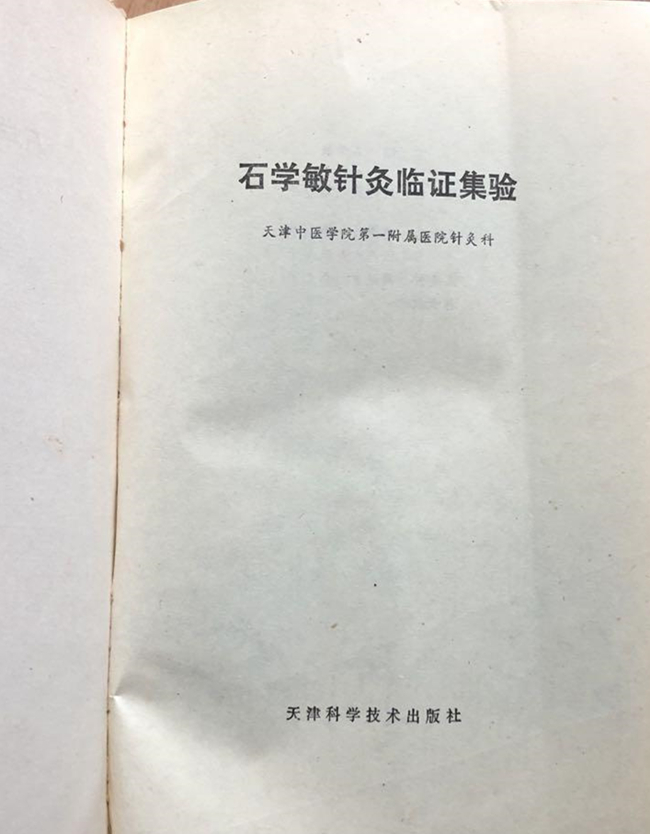 石学敏针灸临证集验
天津中医学院第一附属医院针灸科
天津科学技术出版社